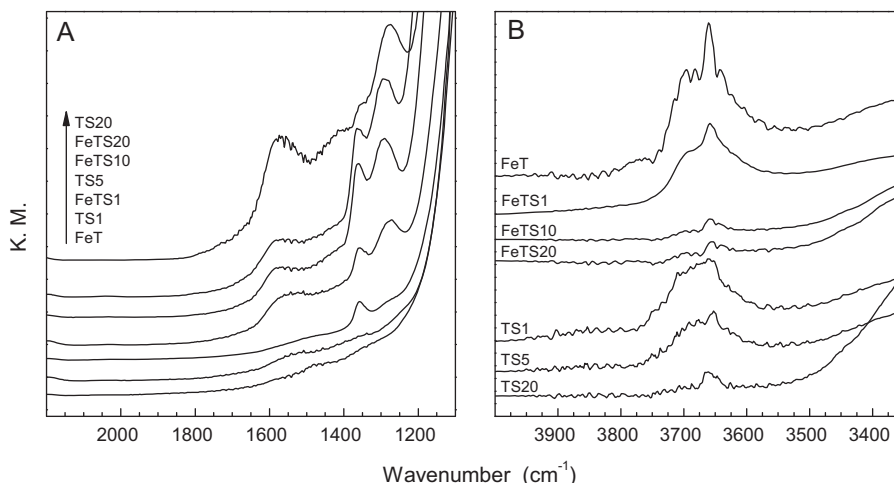 A
B
K. M.
TS20
FeTS20
FeTS10
TS5
FeTS1
TS1
FeT
FeT
FeTS1
FeTS10
FeTS20
TS1
TS5
TS20
2000 1800 1600 1400 1200
3900 3800 3700 3600 3500 3400
Wavenumber (cm-1)